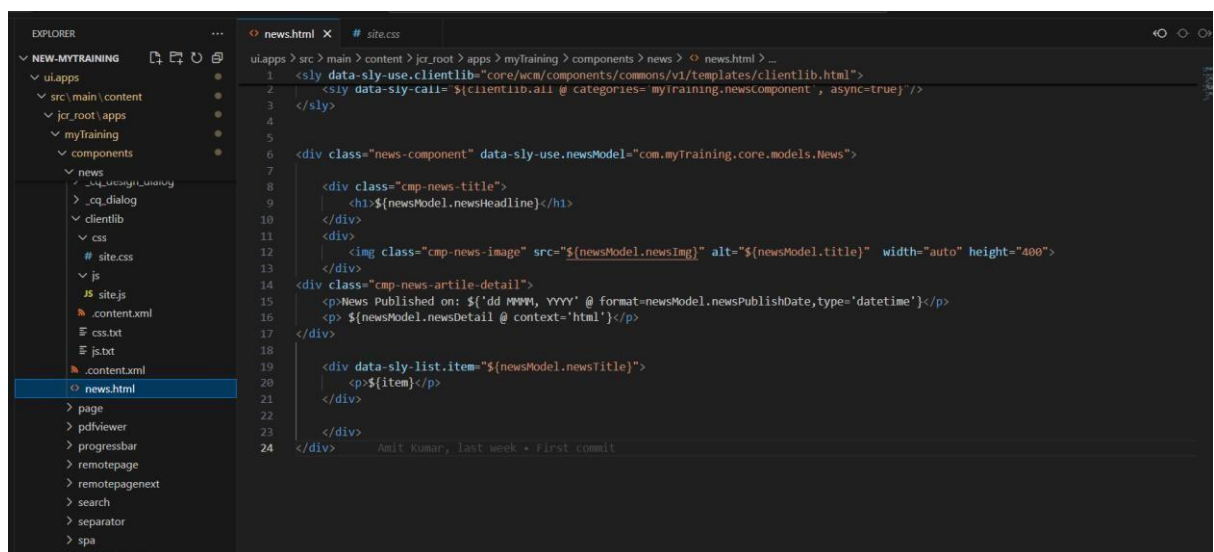 EXPLORER
...
NEW-MYTRAINING
ui.apps
src\main\content
jcr_root\apps
myTraining
components
news
_cq_design_dialog
_cq_dialog
clientlib
css
# site.css
js
JS site.js
.content.xml
css.txt
js.txt
.content.xml
<> news.html
page
pdfviewer
progressbar
remotepage
remotepagenext
search
separator
spa
<> news.html X # site.css
ui.apps > src > main > content > jcr_root > apps > myTraining > components > news > <> news.html > ...
1 <sly data-sly-use.clientlib="core/wcm/components/commons/v1/templates/clientlib.html">
2 <sly data-sly-call="${clientlib.all @ categories='myTraining.newsComponent', async=true}"/>
3 </sly>
4
5
6 <div class="news-component" data-sly-use.newsModel="com.myTraining.core.models.News">
7
8 <div class="cmp-news-title">
9 <h1>${newsModel.newsHeadline}</h1>
10 </div>
11 <div>
12 <img class="cmp-news-image" src="${newsModel.newsImg}" alt="${newsModel.title}" width="auto" height="400">
13 </div>
14 <div class="cmp-news-artile-detail">
15 <p>News Published on: ${'dd MMMM, YYYY' @ format=newsModel.newsPublishDate,type='datetime'}</p>
16 <p> ${newsModel.newsDetail @ context='html'}</p>
17 </div>
18
19 <div data-sly-list.item="${newsModel.newsTitle}">
20 <p>${item}</p>
21 </div>
22
23 </div>
24 </div> Amit Kumar, last week • First commit